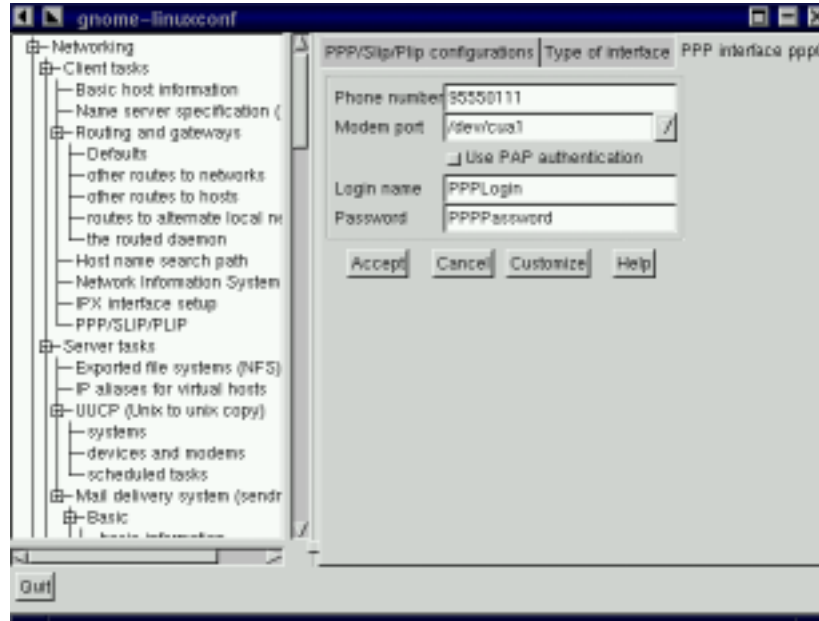 gnome-linuxconf
Networking
Client tasks
Basic host information
Name server specification (
Routing and gateways
Defaults
other routes to networks
other routes to hosts
routes to alternate local ne
the routed daemon
Host name search path
Network Information System
IPX interface setup
PPP/SLIP/PLIP
Server tasks
Exported file systems (NFS)
IP aliases for virtual hosts
UUCP (Unix to unix copy)
systems
devices and modems
scheduled tasks
Mail delivery system (sendr
Basic
basic information
PPP/Slip/Plip configurations Type of interface PPP interface ppp
Phone number 95550111
Modem port /dev/cua1
Use PAP authentication
Login name PPPLogin
Password PPPPassword
Accept Cancel Customize Help
Quit